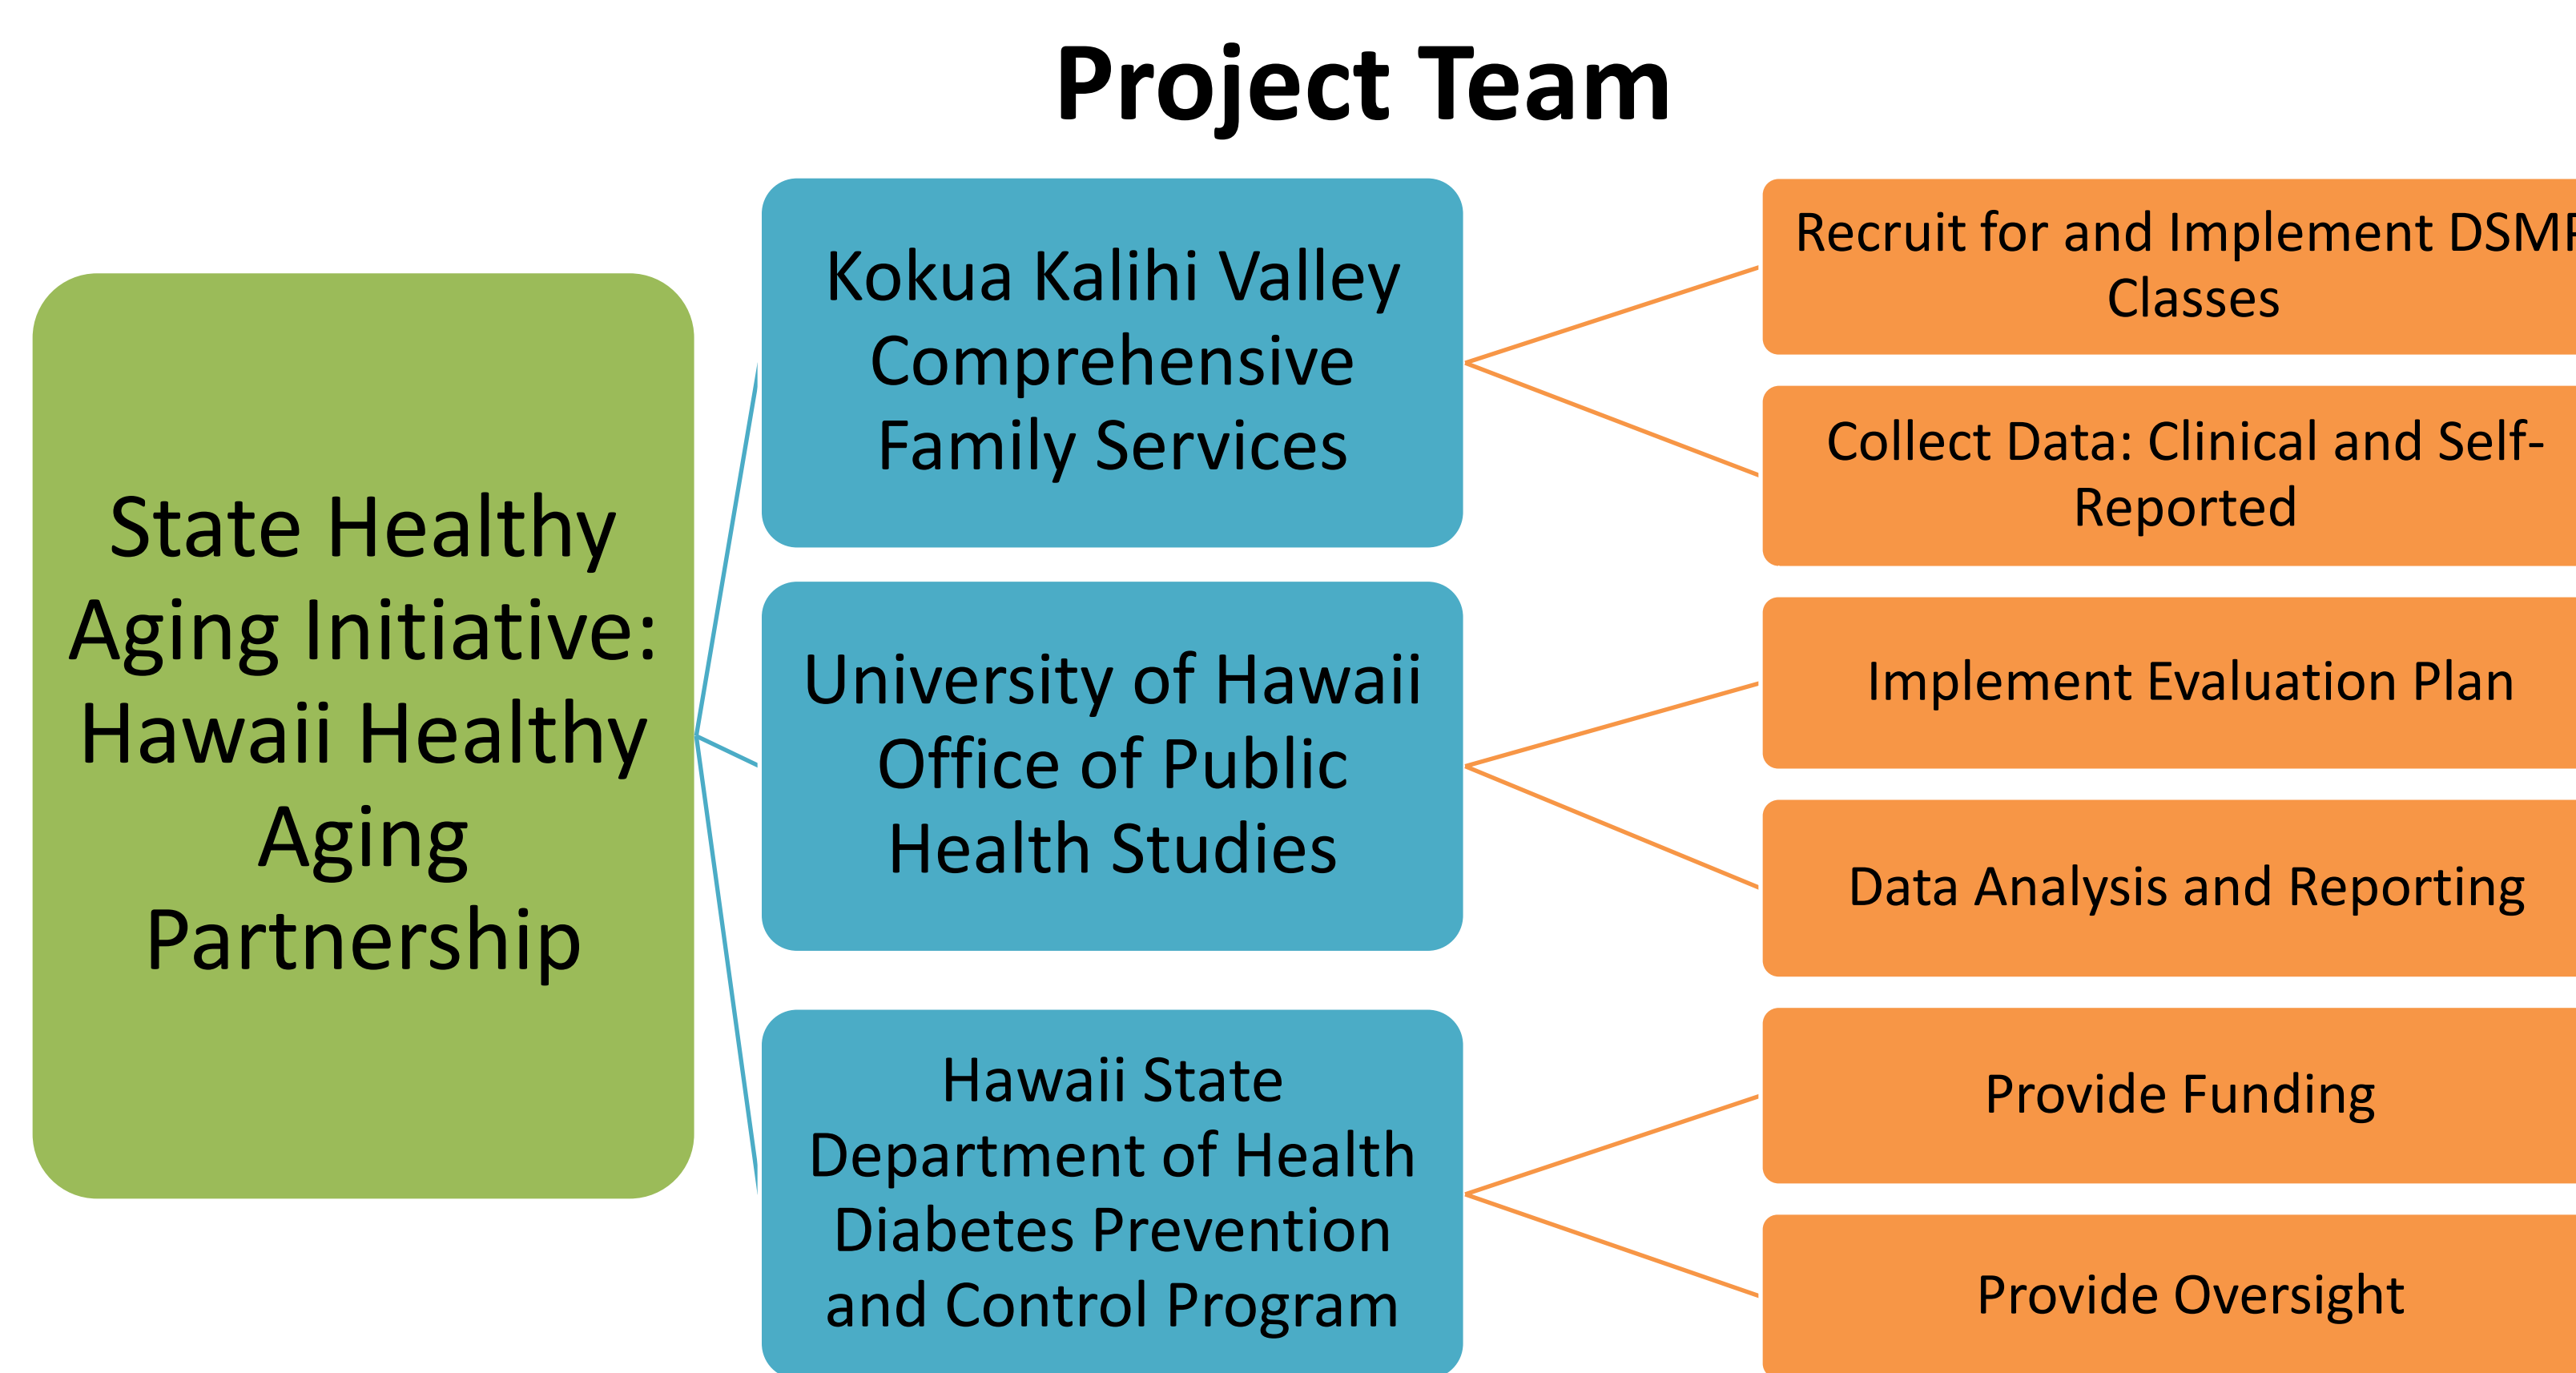 Project Team
State Healthy
Aging Initiative:
Hawaii Healthy
Aging
Partnership
Kokua Kalihi Valley
Comprehensive
Family Services
Recruit for and Implement
Classes
Collect Data: Clinical and Self-
Reported
University of Hawaii
Office of Public
Health Studies
Implement Evaluation Plan
Data Analysis and Reporting
Hawaii State
Department of Health
Diabetes Prevention
and Control Program
Provide Funding
Provide Oversight